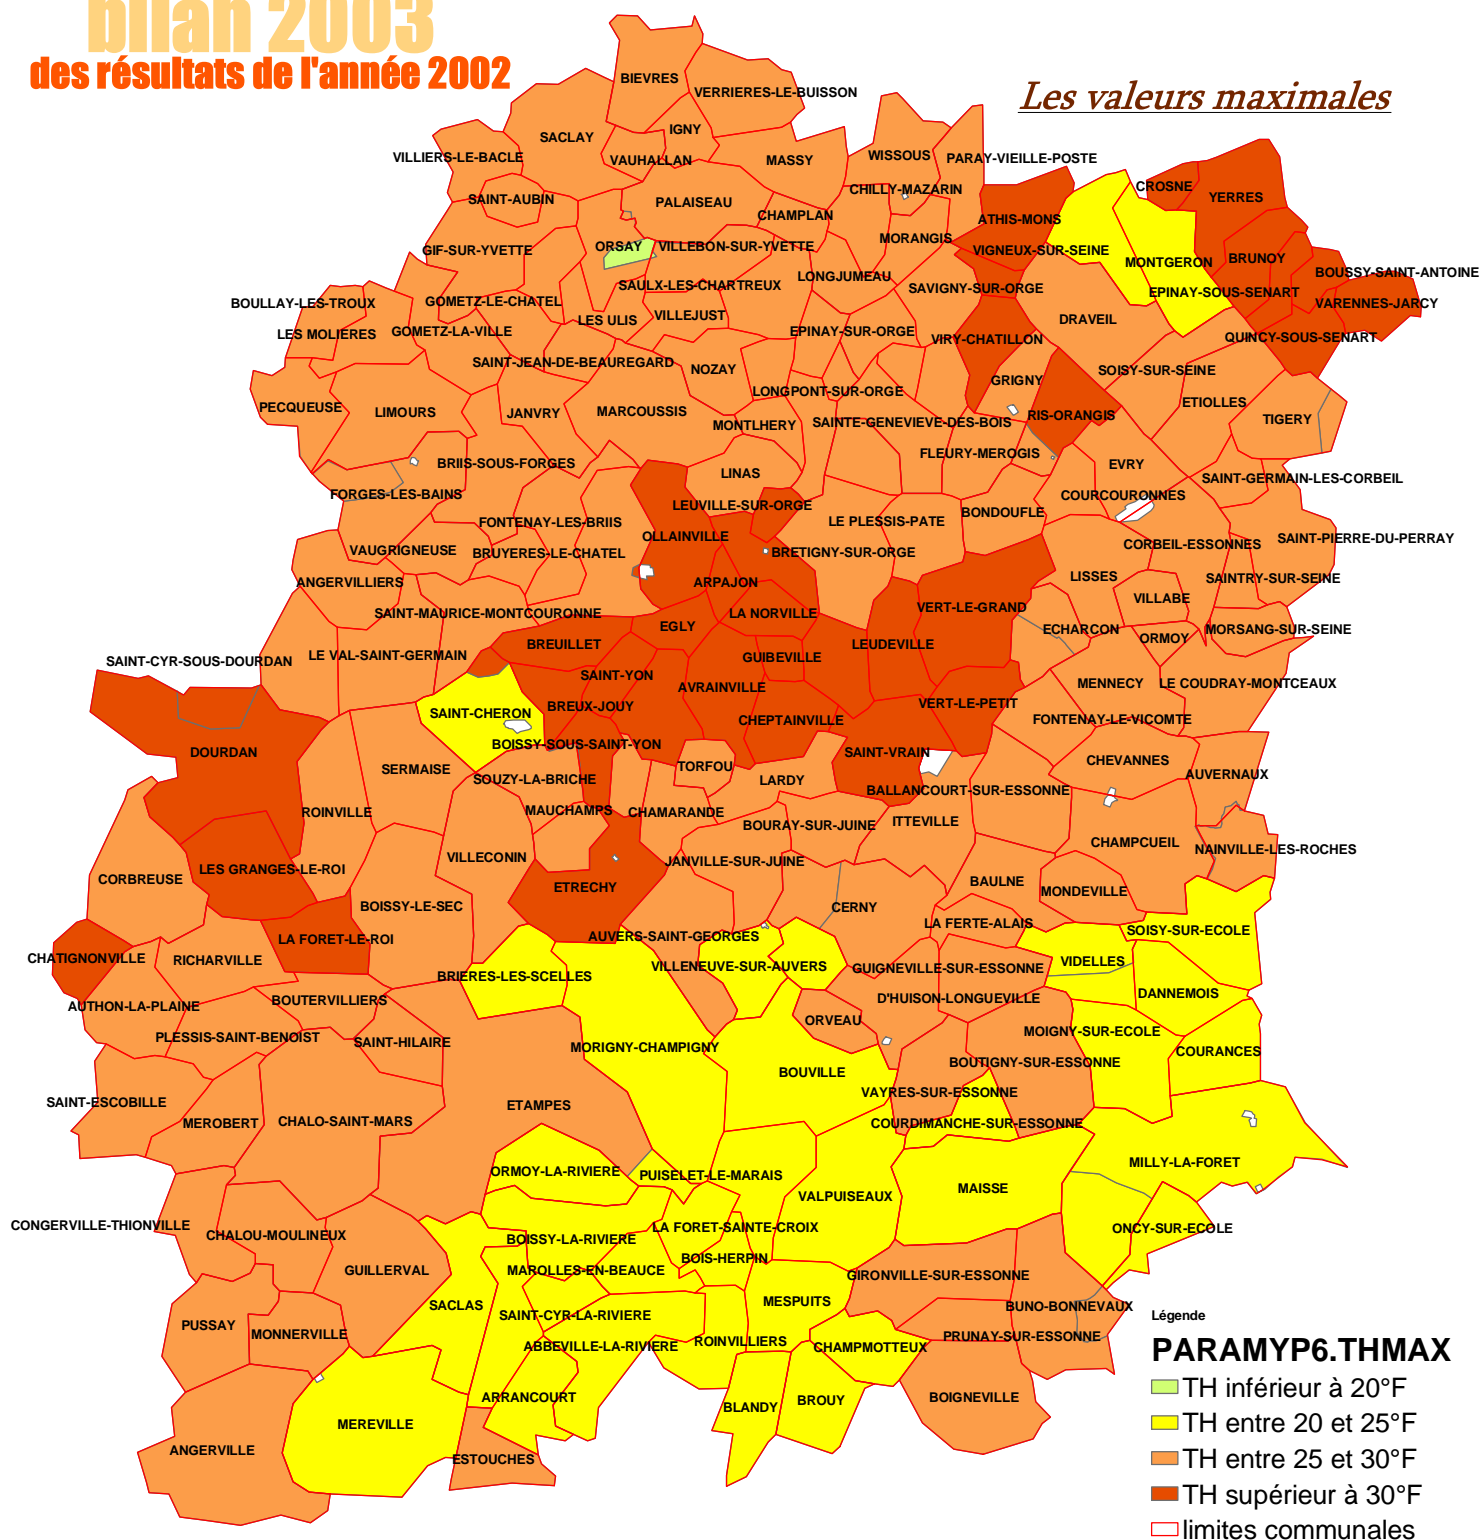 bilan 2003
des résultats de l'année 2002
Les valeurs maximales
BIEVRES
VERRIERES-LE-BUISSON
IGNY
SACLAY
VILLIERS-LE-BACLE
VAUHALLAN
MASSY
WISSOUS
PARAY-VIEILLE-POSTE
CHILLY-MAZARIN
CROSNE
YERRES
SAINT-AUBIN
PALAISEAU
CHAMPLAN
ATHIS-MONS
MORANGIS
GIF-SUR-YVETTE
ORSAY
VILLEBON-SUR-YVETTE
VIGNEUX-SUR-SEINE
MONTGERON
BRUNOY
BOUSSY-SAINT-ANTOINE
LONGJUMEAU
SAULX-LES-CHARTREUX
SAVIGNY-SUR-ORGE
EPINAY-SOUS-SENART
VARENNES-JARCY
BOULLAY-LES-TROUX
GOMETZ-LE-CHATEL
LES ULIS
VILLEJUST
DRAVEIL
LES MOLIERES
GOMETZ-LA-VILLE
EPINAY-SUR-ORGE
VIRY-CHATILLON
QUINCY-SOUS-SENART
SAINT-JEAN-DE-BEAUREGARD
NOZAY
SOISY-SUR-SEINE
GRIGNY
LONGPONT-SUR-ORGE
ETIOLLES
PECQUEUSE
LIMOURS
JANVRY
MARCOUSSIS
MONTLHERY
SAINTE-GENEVIEVE-DES-BOIS
RIS-ORANGIS
TIGERY
FLEURY-MEROGIS
BRIIS-SOUS-FORGES
LINAS
EVRY
SAINT-GERMAIN-LES-CORBEIL
FORGES-LES-BAINS
COURCOURONNES
LEUVILLE-SUR-ORGE
FONTENAY-LES-BRIIS
LE PLESSIS-PATE
BONDOUFLE
OLLAINVILLE
SAINT-PIERRE-DU-PERRAY
VAUGRIGNEUSE
BRUYERES-LE-CHATEL
BRETIGNY-SUR-ORGE
CORBEIL-ESSONNES
ANGERVILLIERS
ARPAJON
LISSES
SAINTRY-SUR-SEINE
VILLABE
SAINT-MAURICE-MONTCOURONNE
LA NORVILLE
VERT-LE-GRAND
EGLY
ECHARCON
MORSANG-SUR-SEINE
ORMOY
BREUILLET
LEUDEVILLE
LE VAL-SAINT-GERMAIN
GUIBEVILLE
SAINT-CYR-SOUS-DOURDAN
SAINT-YON
AVRAINVILLE
MENNECY
LE COUDRAY-MONTCEAUX
VERT-LE-PETIT
SAINT-CHERON
BREUX-JOUY
CHEPTAINVILLE
FONTENAY-LE-VICOMTE
BOISSY-SOUS-SAINT-YON
DOURDAN
SAINT-VRAIN
CHEVANNES
TORFOU
SERMAISE
SOUZY-LA-BRICHE
LARDY
BALLANCOURT-SUR-ESSONNE
AUVERNAUX
ROINVILLE
MAUCHAMPS
CHAMARANDE
BOURAY-SUR-JUINE
ITTEVILLE
CHAMPCUEIL
NAINVILLE-LES-ROCHES
VILLECONIN
JANVILLE-SUR-JUINE
LES GRANGES-LE-ROI
CORBREUSE
ETRECHY
BAULNE
MONDEVILLE
BOISSY-LE-SEC
CERNY
LA FERTE-ALAIS
SOISY-SUR-ECOLE
LA FORET-LE-ROI
AUVERS-SAINT-GEORGES
CHATIGNONVILLE
RICHARVILLE
VIDELLES
BRIERES-LES-SCELLES
VILLENEUVE-SUR-AUVERS
GUIGNEVILLE-SUR-ESSONNE
DANNEMOIS
BOUTERVILLIERS
D'HUISON-LONGUEVILLE
AUTHON-LA-PLAINE
ORVEAU
PLESSIS-SAINT-BENOIST
SAINT-HILAIRE
MOIGNY-SUR-ECOLE
MORIGNY-CHAMPIGNY
COURANCES
BOUTIGNY-SUR-ESSONNE
BOUVILLE
SAINT-ESCOBILLE
VAYRES-SUR-ESSONNE
ETAMPES
MEROBERT
CHALO-SAINT-MARS
COURDIMANCHE-SUR-ESSONNE
MILLY-LA-FORET
ORMOY-LA-RIVIERE
PUISELET-LE-MARAIS
VALPUISEAUX
MAISSE
CONGERVILLE-THIONVILLE
LA FORET-SAINTE-CROIX
ONCY-SUR-ECOLE
CHALOU-MOULINEUX
BOISSY-LA-RIVIERE
BOIS-HERPIN
GUILLERVAL
MAROLLES-EN-BEAUCE
GIRONVILLE-SUR-ESSONNE
MESPUITS
SACLAS
BUNO-BONNEVAUX
SAINT-CYR-LA-RIVIERE
Légende
PUSSAY
MONNERVILLE
ROINVILLIERS
PRUNAY-SUR-ESSONNE
ABBEVILLE-LA-RIVIERE
CHAMPMOTTEUX
PARAMYP6.THMAX
TH inférieur à 20°F
ARRANCOURT
BROUY
BOIGNEVILLE
BLANDY
MEREVILLE
TH entre 20 et 25°F
ANGERVILLE
ESTOUCHES
TH entre 25 et 30°F
TH supérieur à 30°F
limites communales